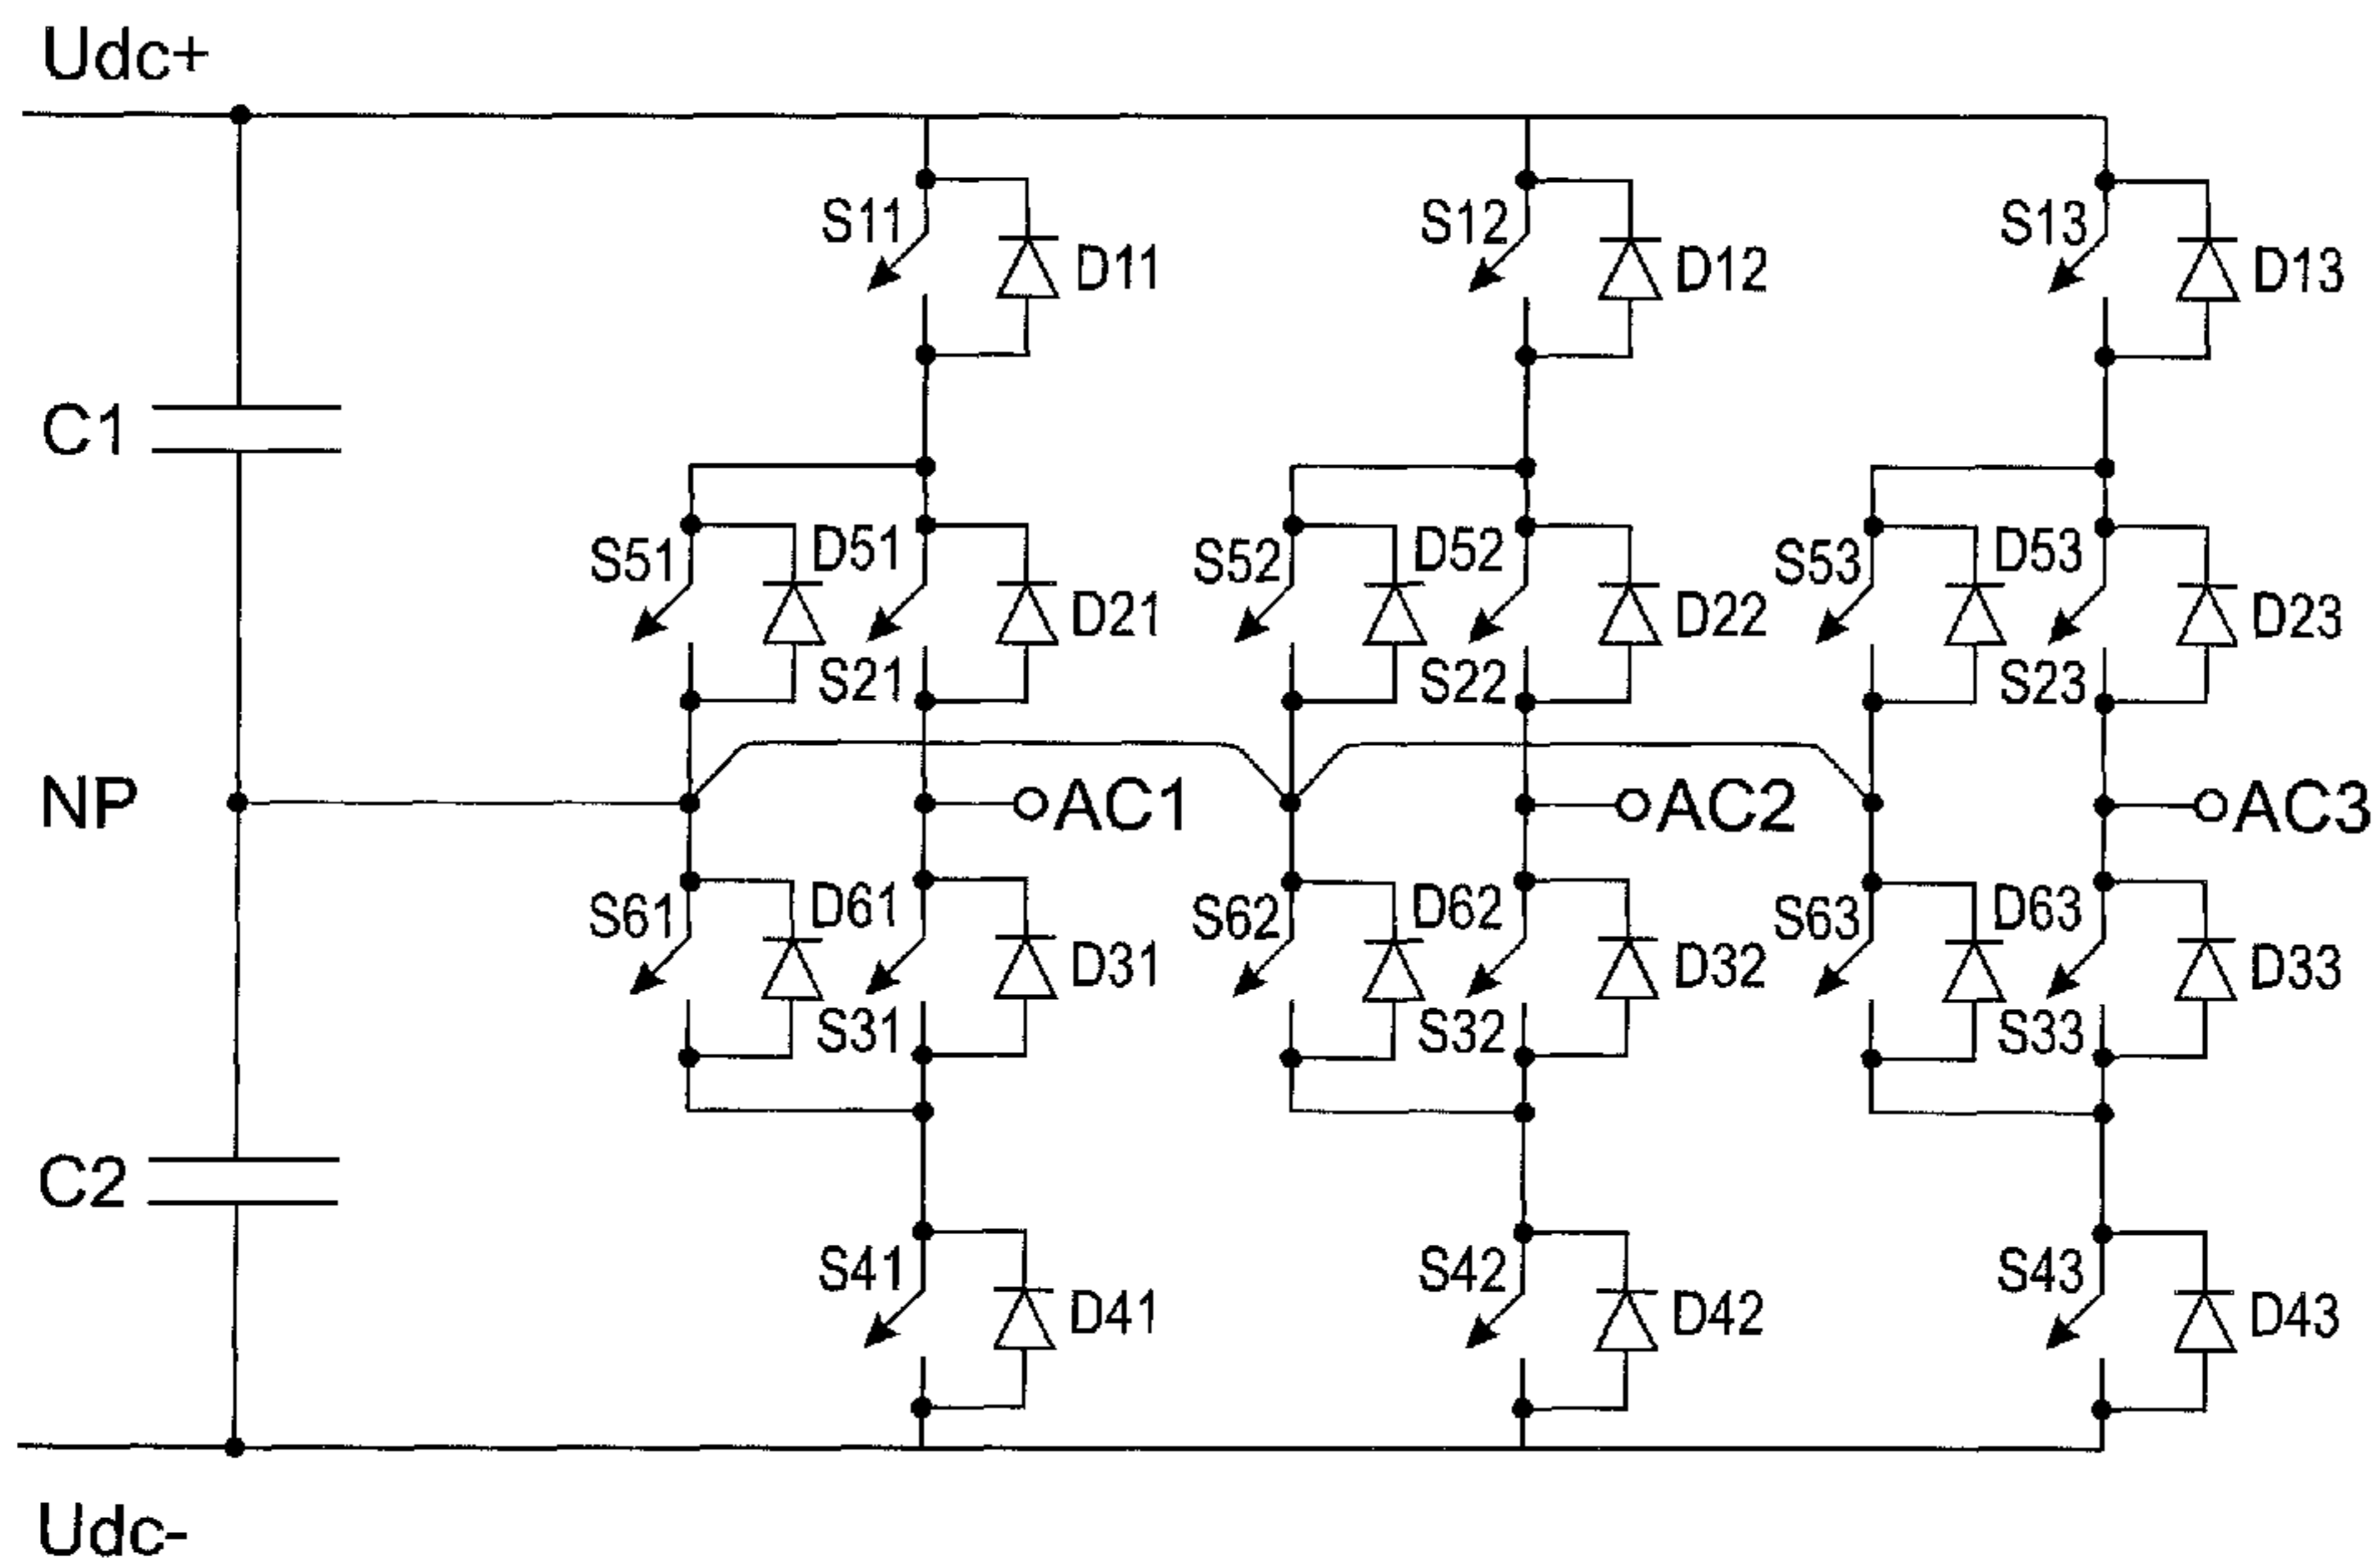 Udc+
S11
D11
S12
D12
S13
D13
C1
S51
D51
D21
S21
S52
D52
D22
S22
S53
D53
D23
S23
NP
AC1
AC2
AC3
S61
D61
D31
S31
S62
D62
D32
S32
S63
D63
D33
S33
C2
S41
D41
S42
D42
S43
D43
Udc-